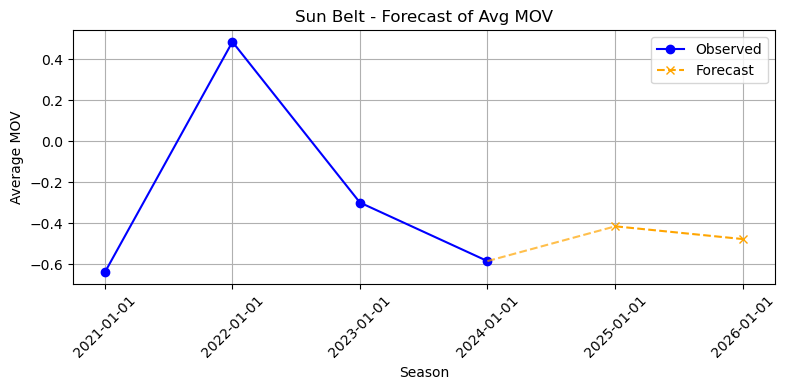 Sun Belt - Forecast of Avg MOV
Observed
Forecast
Average MOV
0.4
0.2
0.0
−0.2
−0.4
−0.6
2021-01-01
2022-01-01
2023-01-01
2024-01-01
2025-01-01
2026-01-01
Season